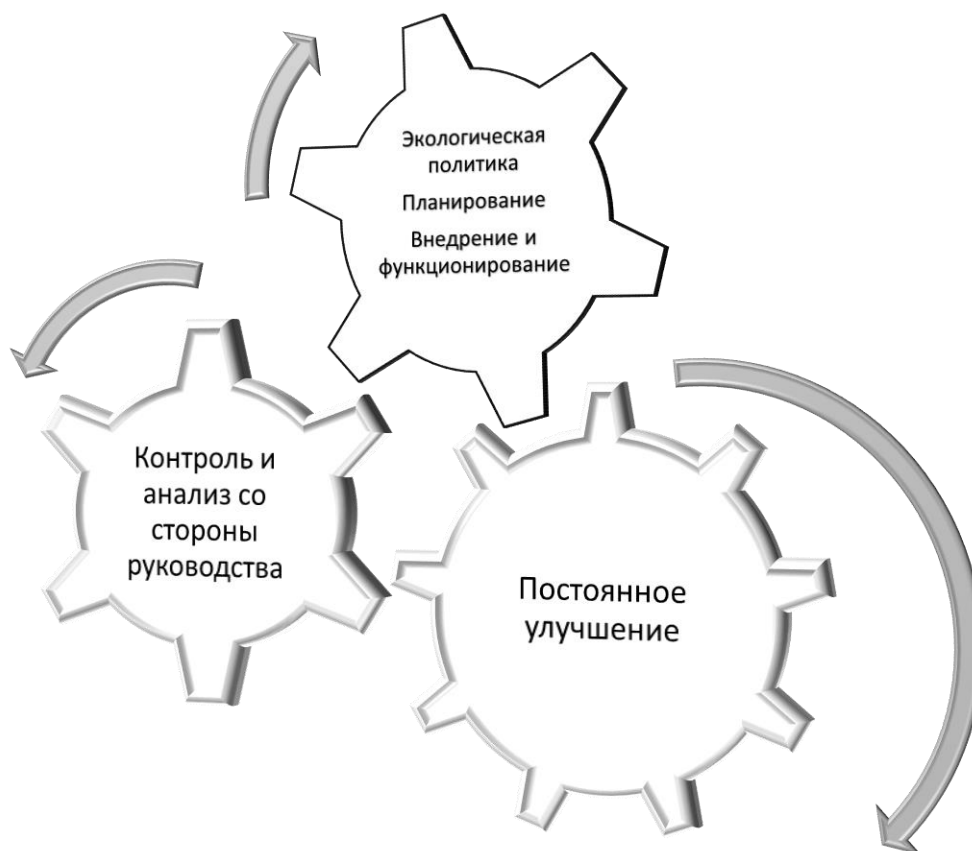 Экологическая
политика
Планирование
Внедрение и
функционирование
Контроль и
анализ со
стороны
руководства
Постоянное
улучшение